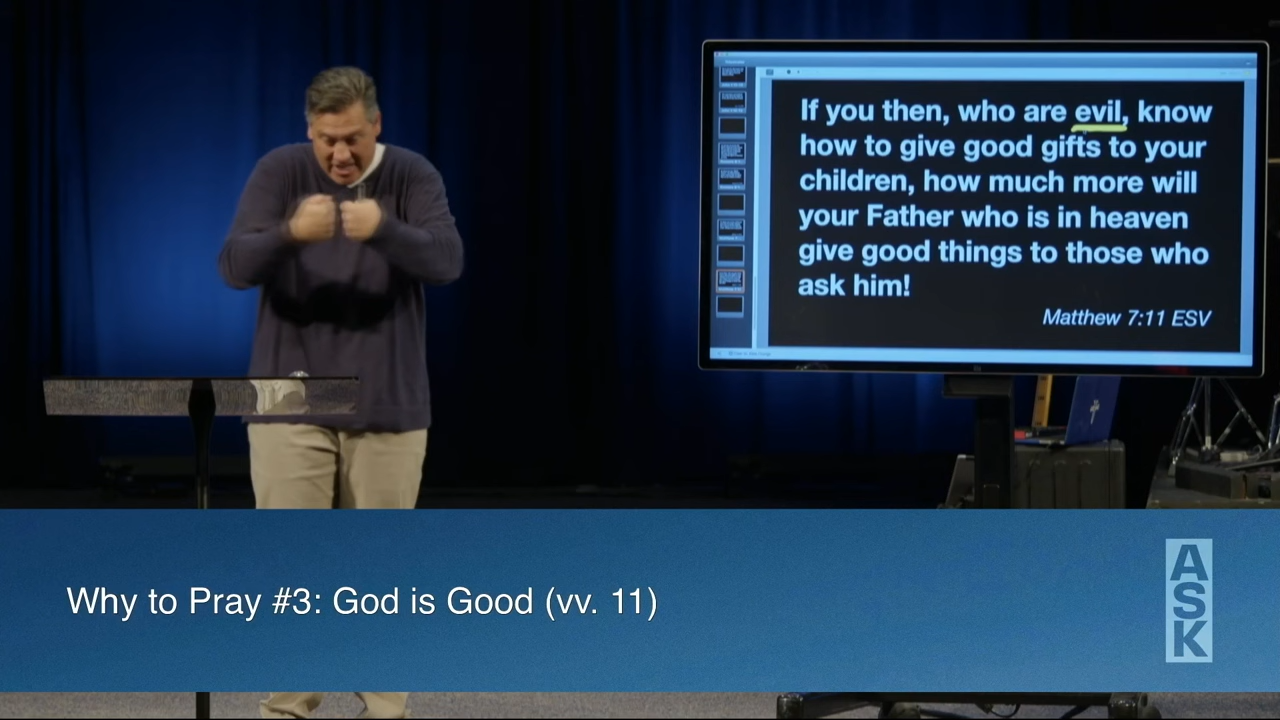 If you then, who are evil, know
how to give good gifts to your
children, how much more will
your Father who is in heaven
give good things to those who
ask him!
Matthew 7:11 ESV
Why to Pray #3: God is Good (vv. 11)
ASK